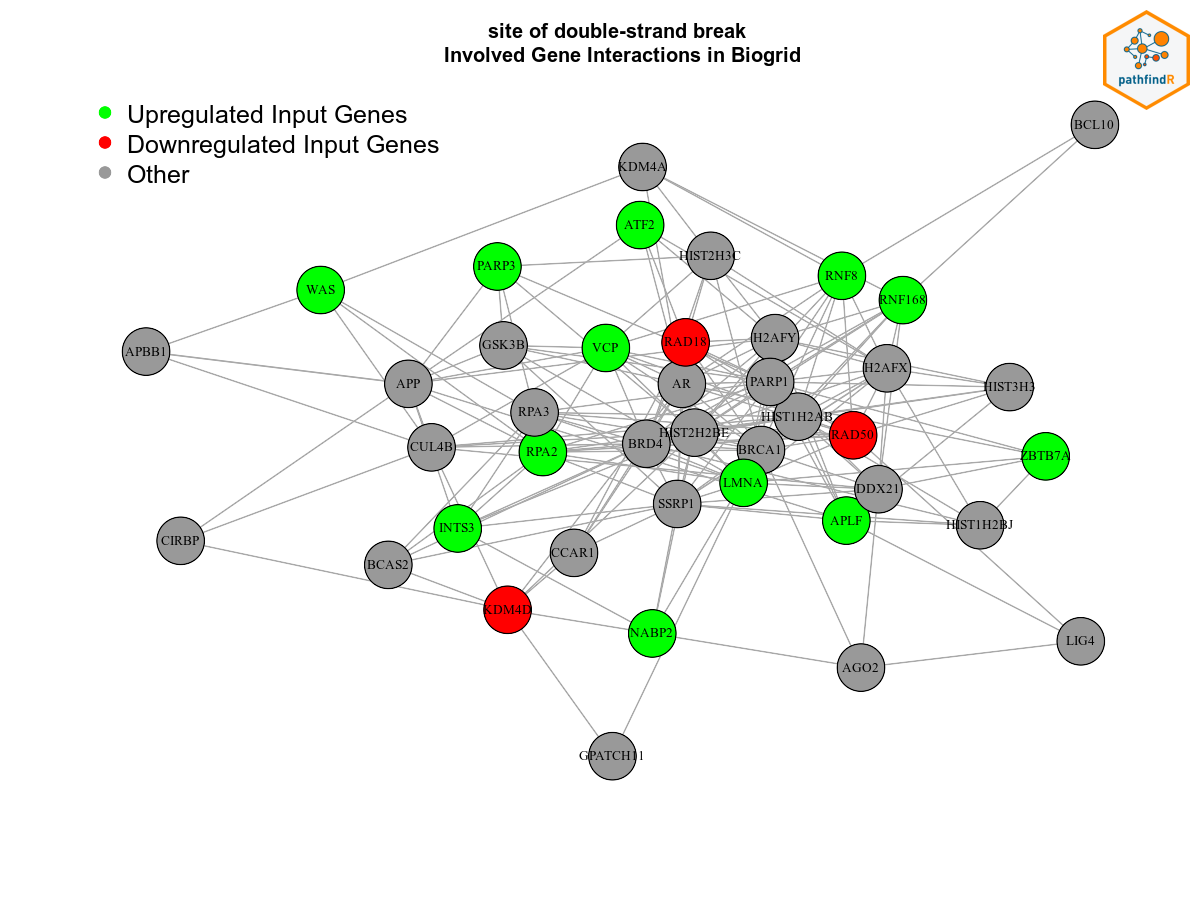 site of double-strand break
Involved Gene Interactions in Biogrid
pathfindR
Upregulated Input Genes
Downregulated Input Genes
Other
BCL10
KDM4A
ATF2
HIST2H3C
PARP3
RNF8
WAS
RNF168
APBB1
GSK3B
VCP
RAD18
H2AFY
H2AFX
APP
AR
PARP1
HIST3H3
RPA3
HIST1H2AB
CUL4B
RPA2
BRD4
HIST2H2BE
BRCA1
RAD50
ZBTB7A
LMNA
DDX21
SSRP1
INTS3
APLF
HIST1H2BJ
CIRBP
BCAS2
CCAR1
KDM4D
NABP2
LIG4
AGO2
GPATCH11